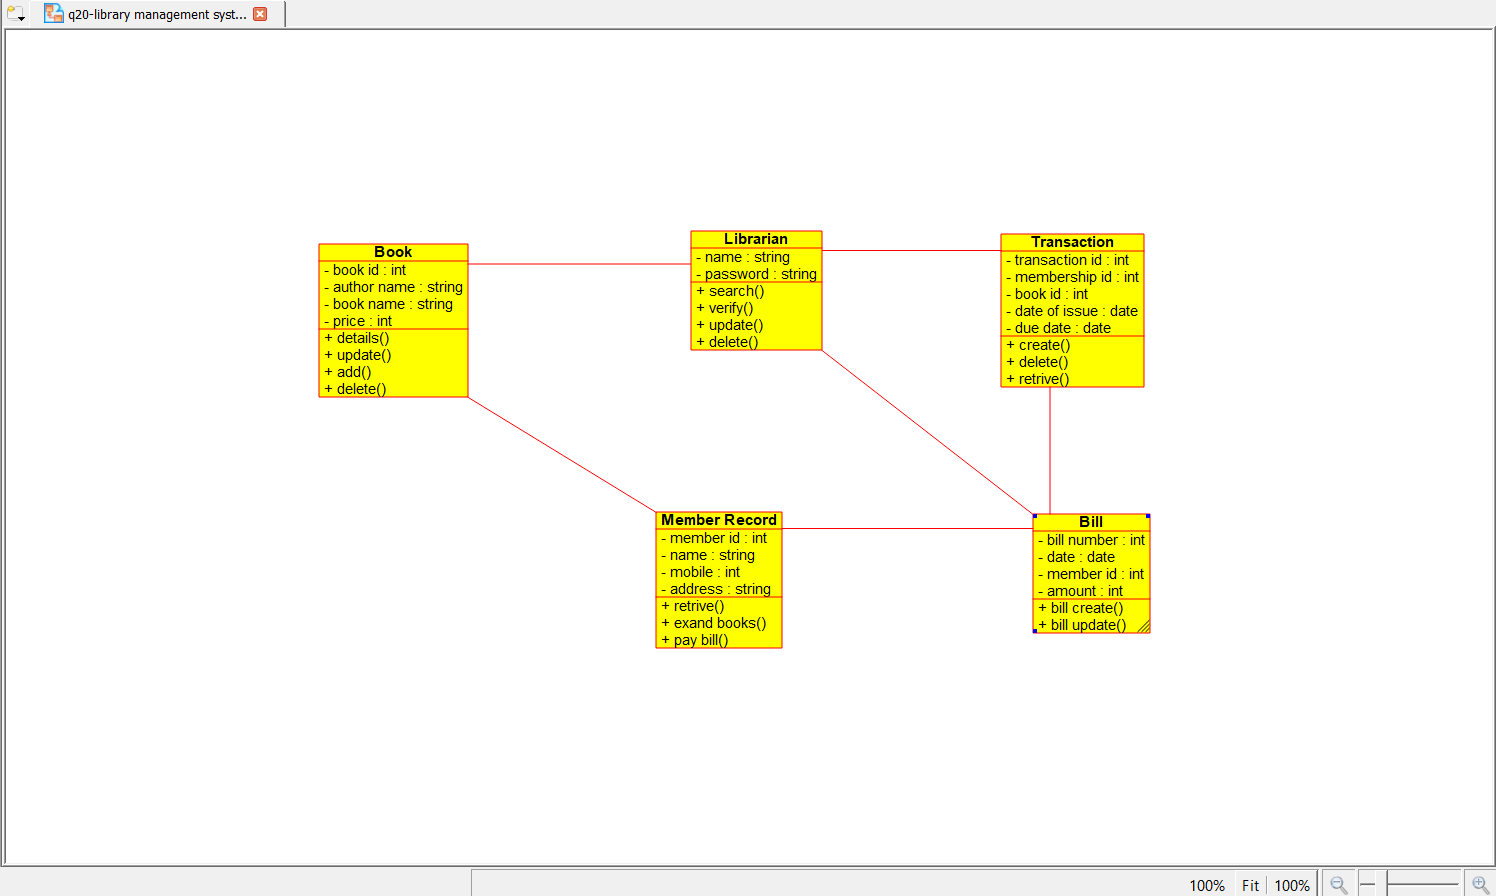 q20-library management syst...
Book
- book id : int
- author name : string
- book name : string
- price : int
+ details()
+ update()
+ add()
+ delete()
Librarian
- name : string
- password : string
+ search()
+ verify()
+ update()
+ delete()
Transaction
- transaction id : int
- membership id : int
- book id : int
- date of issue : date
- due date : date
+ create()
+ delete()
+ retrive()
Member Record
- member id : int
- name : string
- mobile : int
- address : string
+ retrive()
+ exand books()
+ pay bill()
Bill
- bill number : int
- date : date
- member id : int
- amount : int
+ bill create()
+ bill update()
100%
Fit
100%